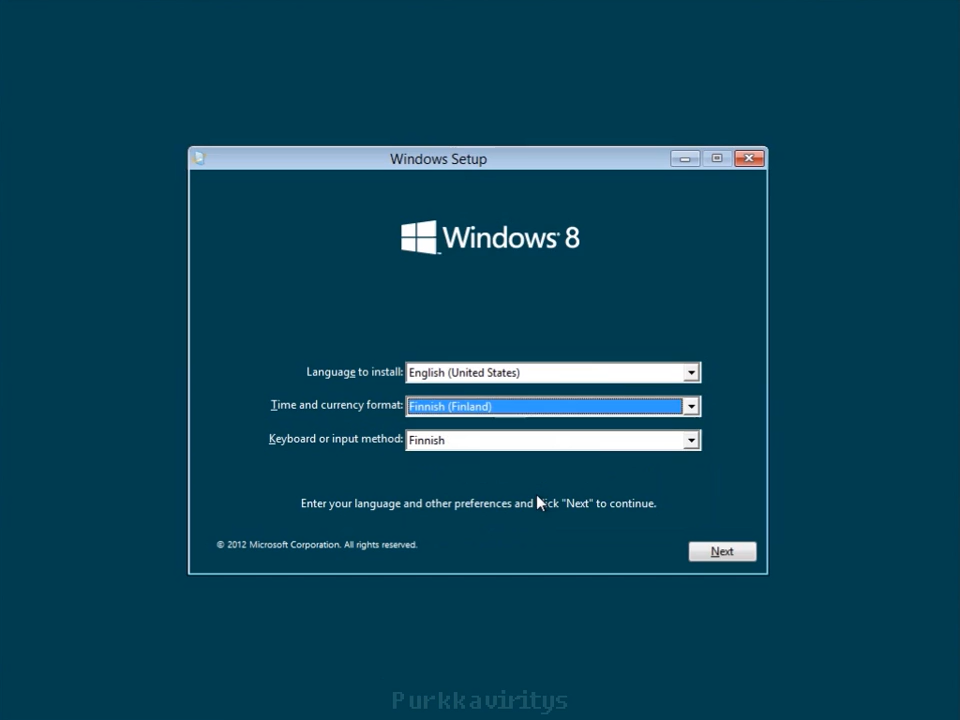 Windows Setup
Windows 8
Language to install: English (United States)
Time and currency format: Finnish (Finland)
Keyboard or input method: Finnish
Enter your language and other preferences and click "Next" to continue.
© 2012 Microsoft Corporation. All rights reserved.
Next
Purkkaviritys